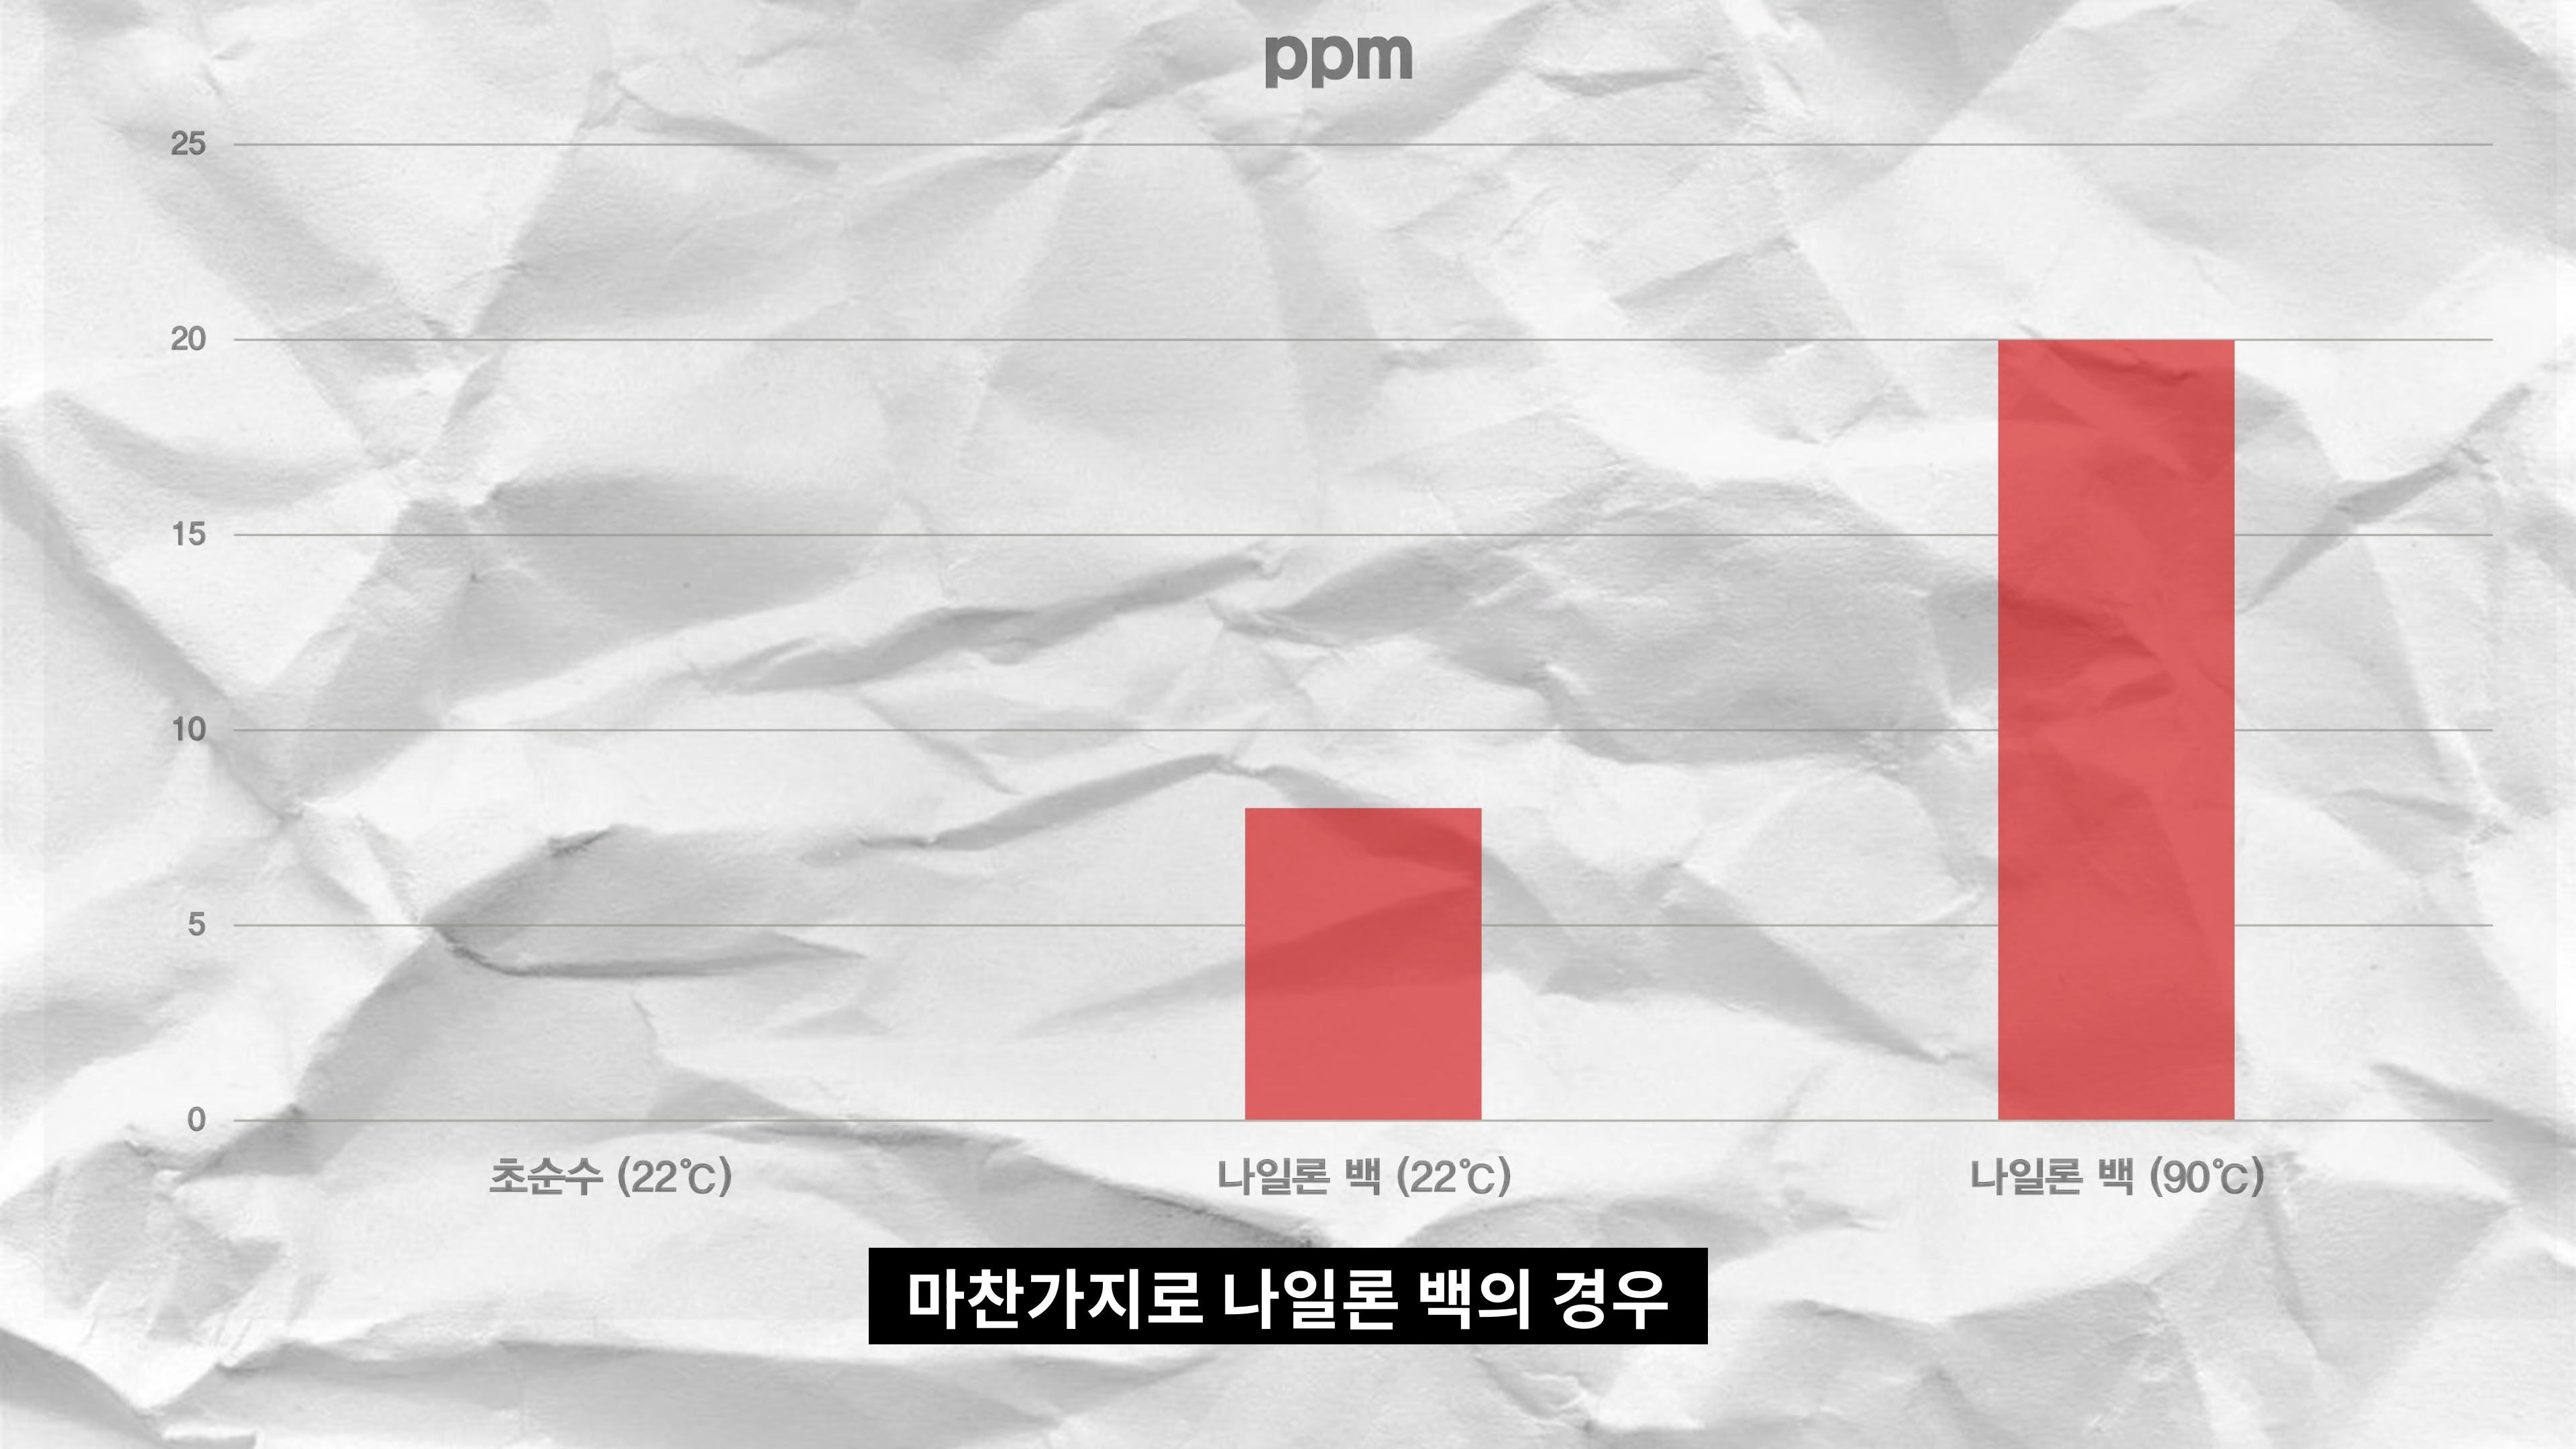 ppm
25
20
15
10
5
0
초순수 (22℃)
나일론 백 (22℃)
나일론 백 (90℃)
마찬가지로 나일론 백의 경우